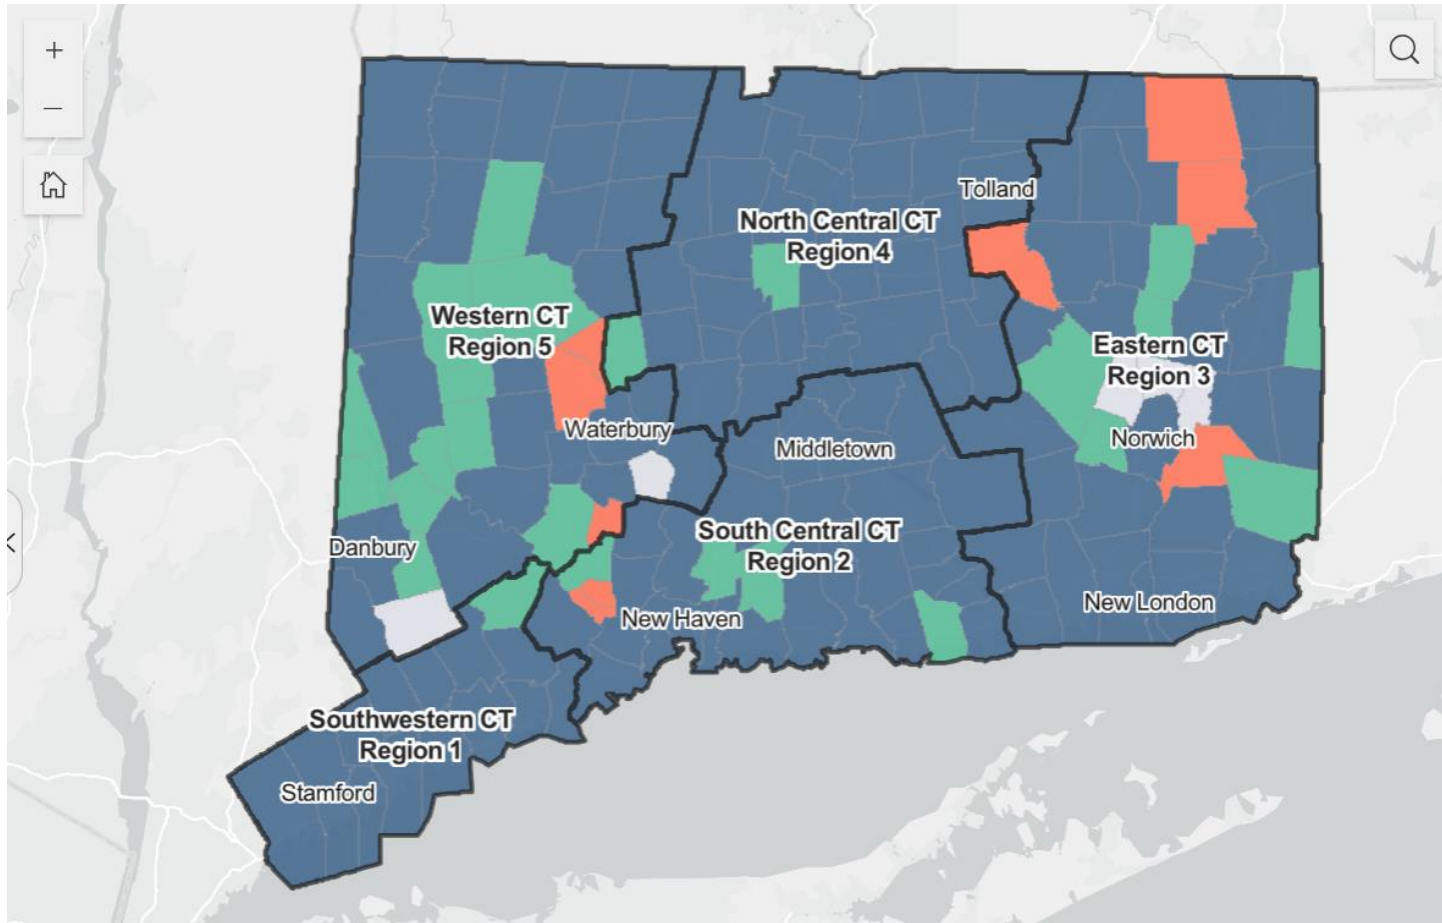 Tolland
North Central CT
Region 4
Western CT
Region 5
Eastern CT
Region 3
Waterbury
Norwich
Middletown
South Central CT
Region 2
Danbury
New London
New Haven
Southwestern CT
Region 1
Stamford